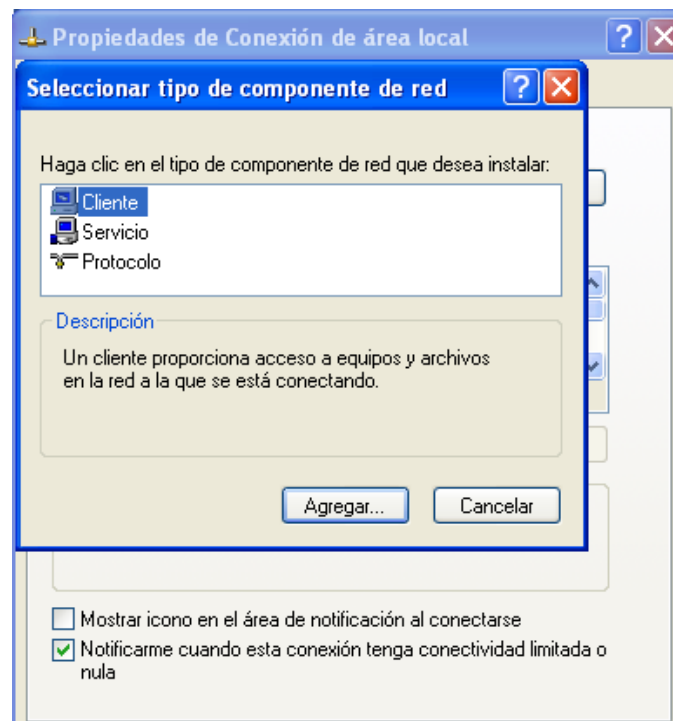 Propiedades de Conexión de área local
Seleccionar tipo de componente de red
Haga clic en el tipo de componente de red que desea instalar:
Cliente
Servicio
Protocolo
Descripción
Un cliente proporciona acceso a equipos y archivos
en la red a la que se está conectando.
Agregar...
Cancelar
Mostrar icono en el área de notificación al conectarse
Notificarme cuando esta conexión tenga conectividad limitada o
nula